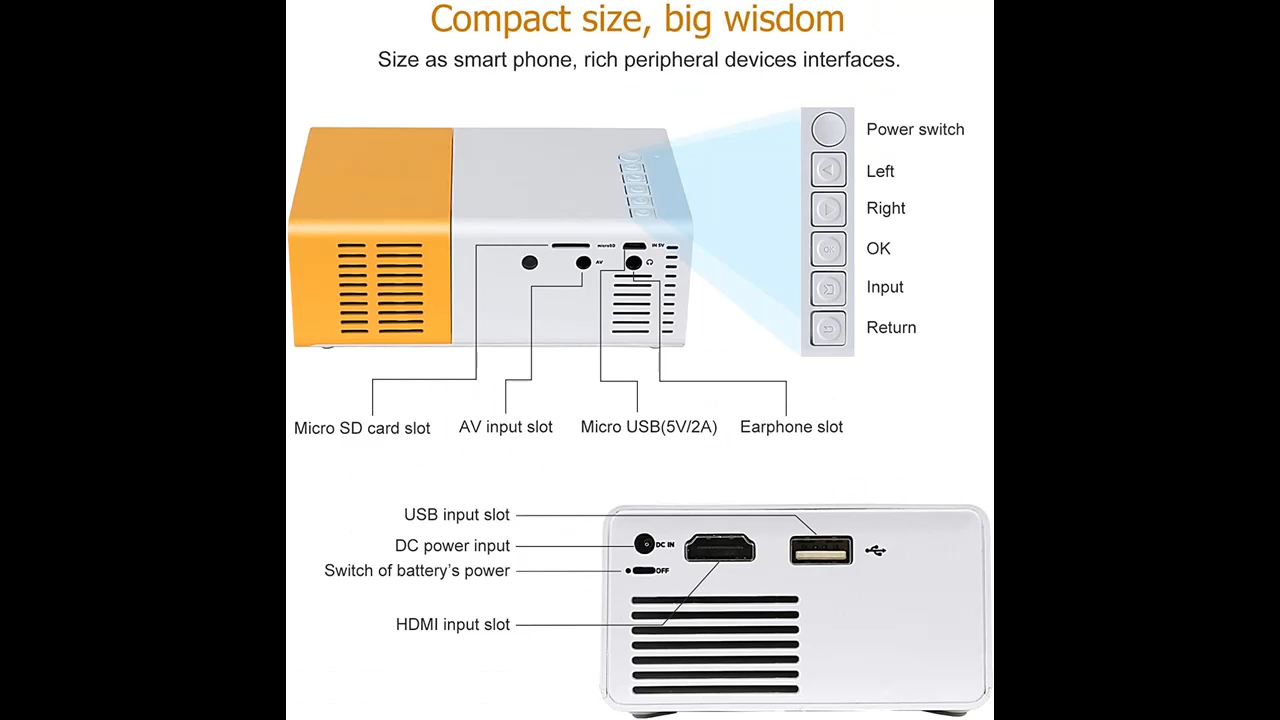 Compact size, big wisdom
Size as smart phone, rich peripheral devices interfaces.
Power switch
Left
Right
OK
Input
Return
OK
microSD
IN 5V
AV
Micro SD card slot
AV input slot
Micro USB(5V/2A)
Earphone slot
USB input slot
DC power input
Switch of battery’s power
HDMI input slot
DC IN
OFF